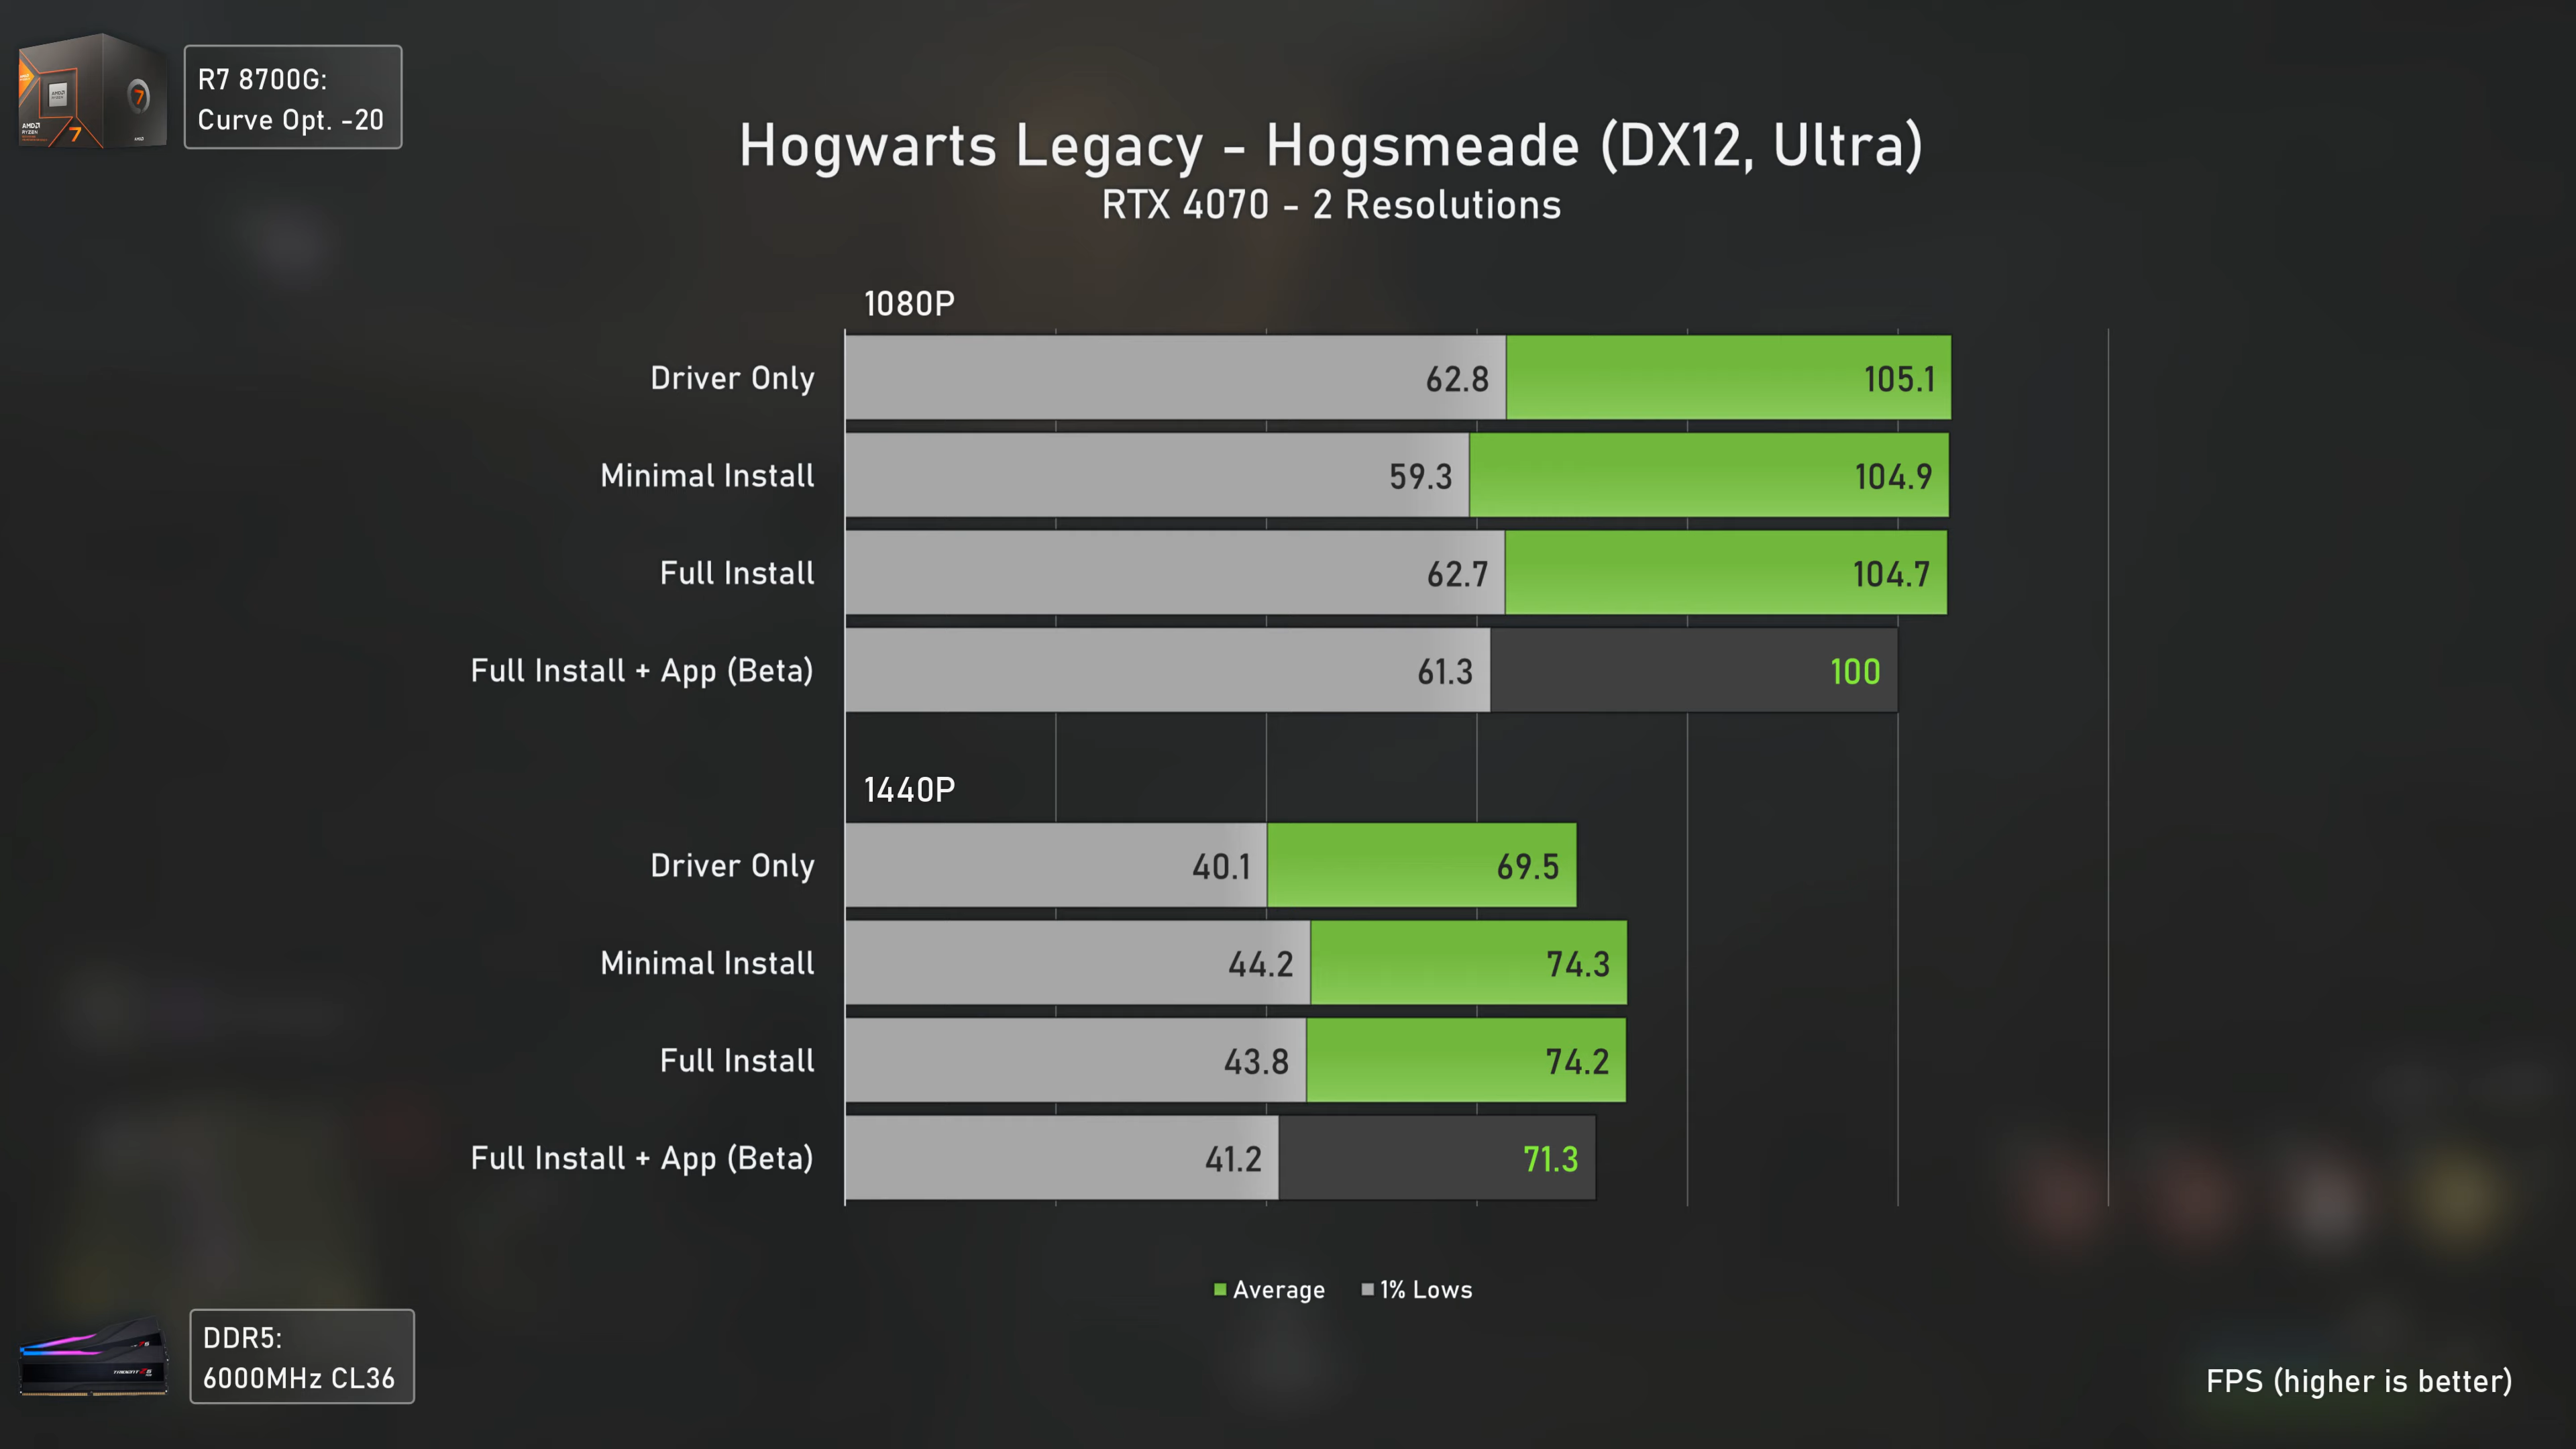 R7 8700G:
Curve Opt. -20
AMD
RYZEN
7
7
Hogwarts Legacy - Hogsmeade (DX12, Ultra)
RTX 4070 - 2 Resolutions
1080P
Driver Only 62.8 105.1
Minimal Install 59.3 104.9
Full Install 62.7 104.7
Full Install + App (Beta) 61.3 100
1440P
Driver Only 40.1 69.5
Minimal Install 44.2 74.3
Full Install 43.8 74.2
Full Install + App (Beta) 41.2 71.3
Average 1% Lows
DDR5:
6000MHz CL36
FPS (higher is better)